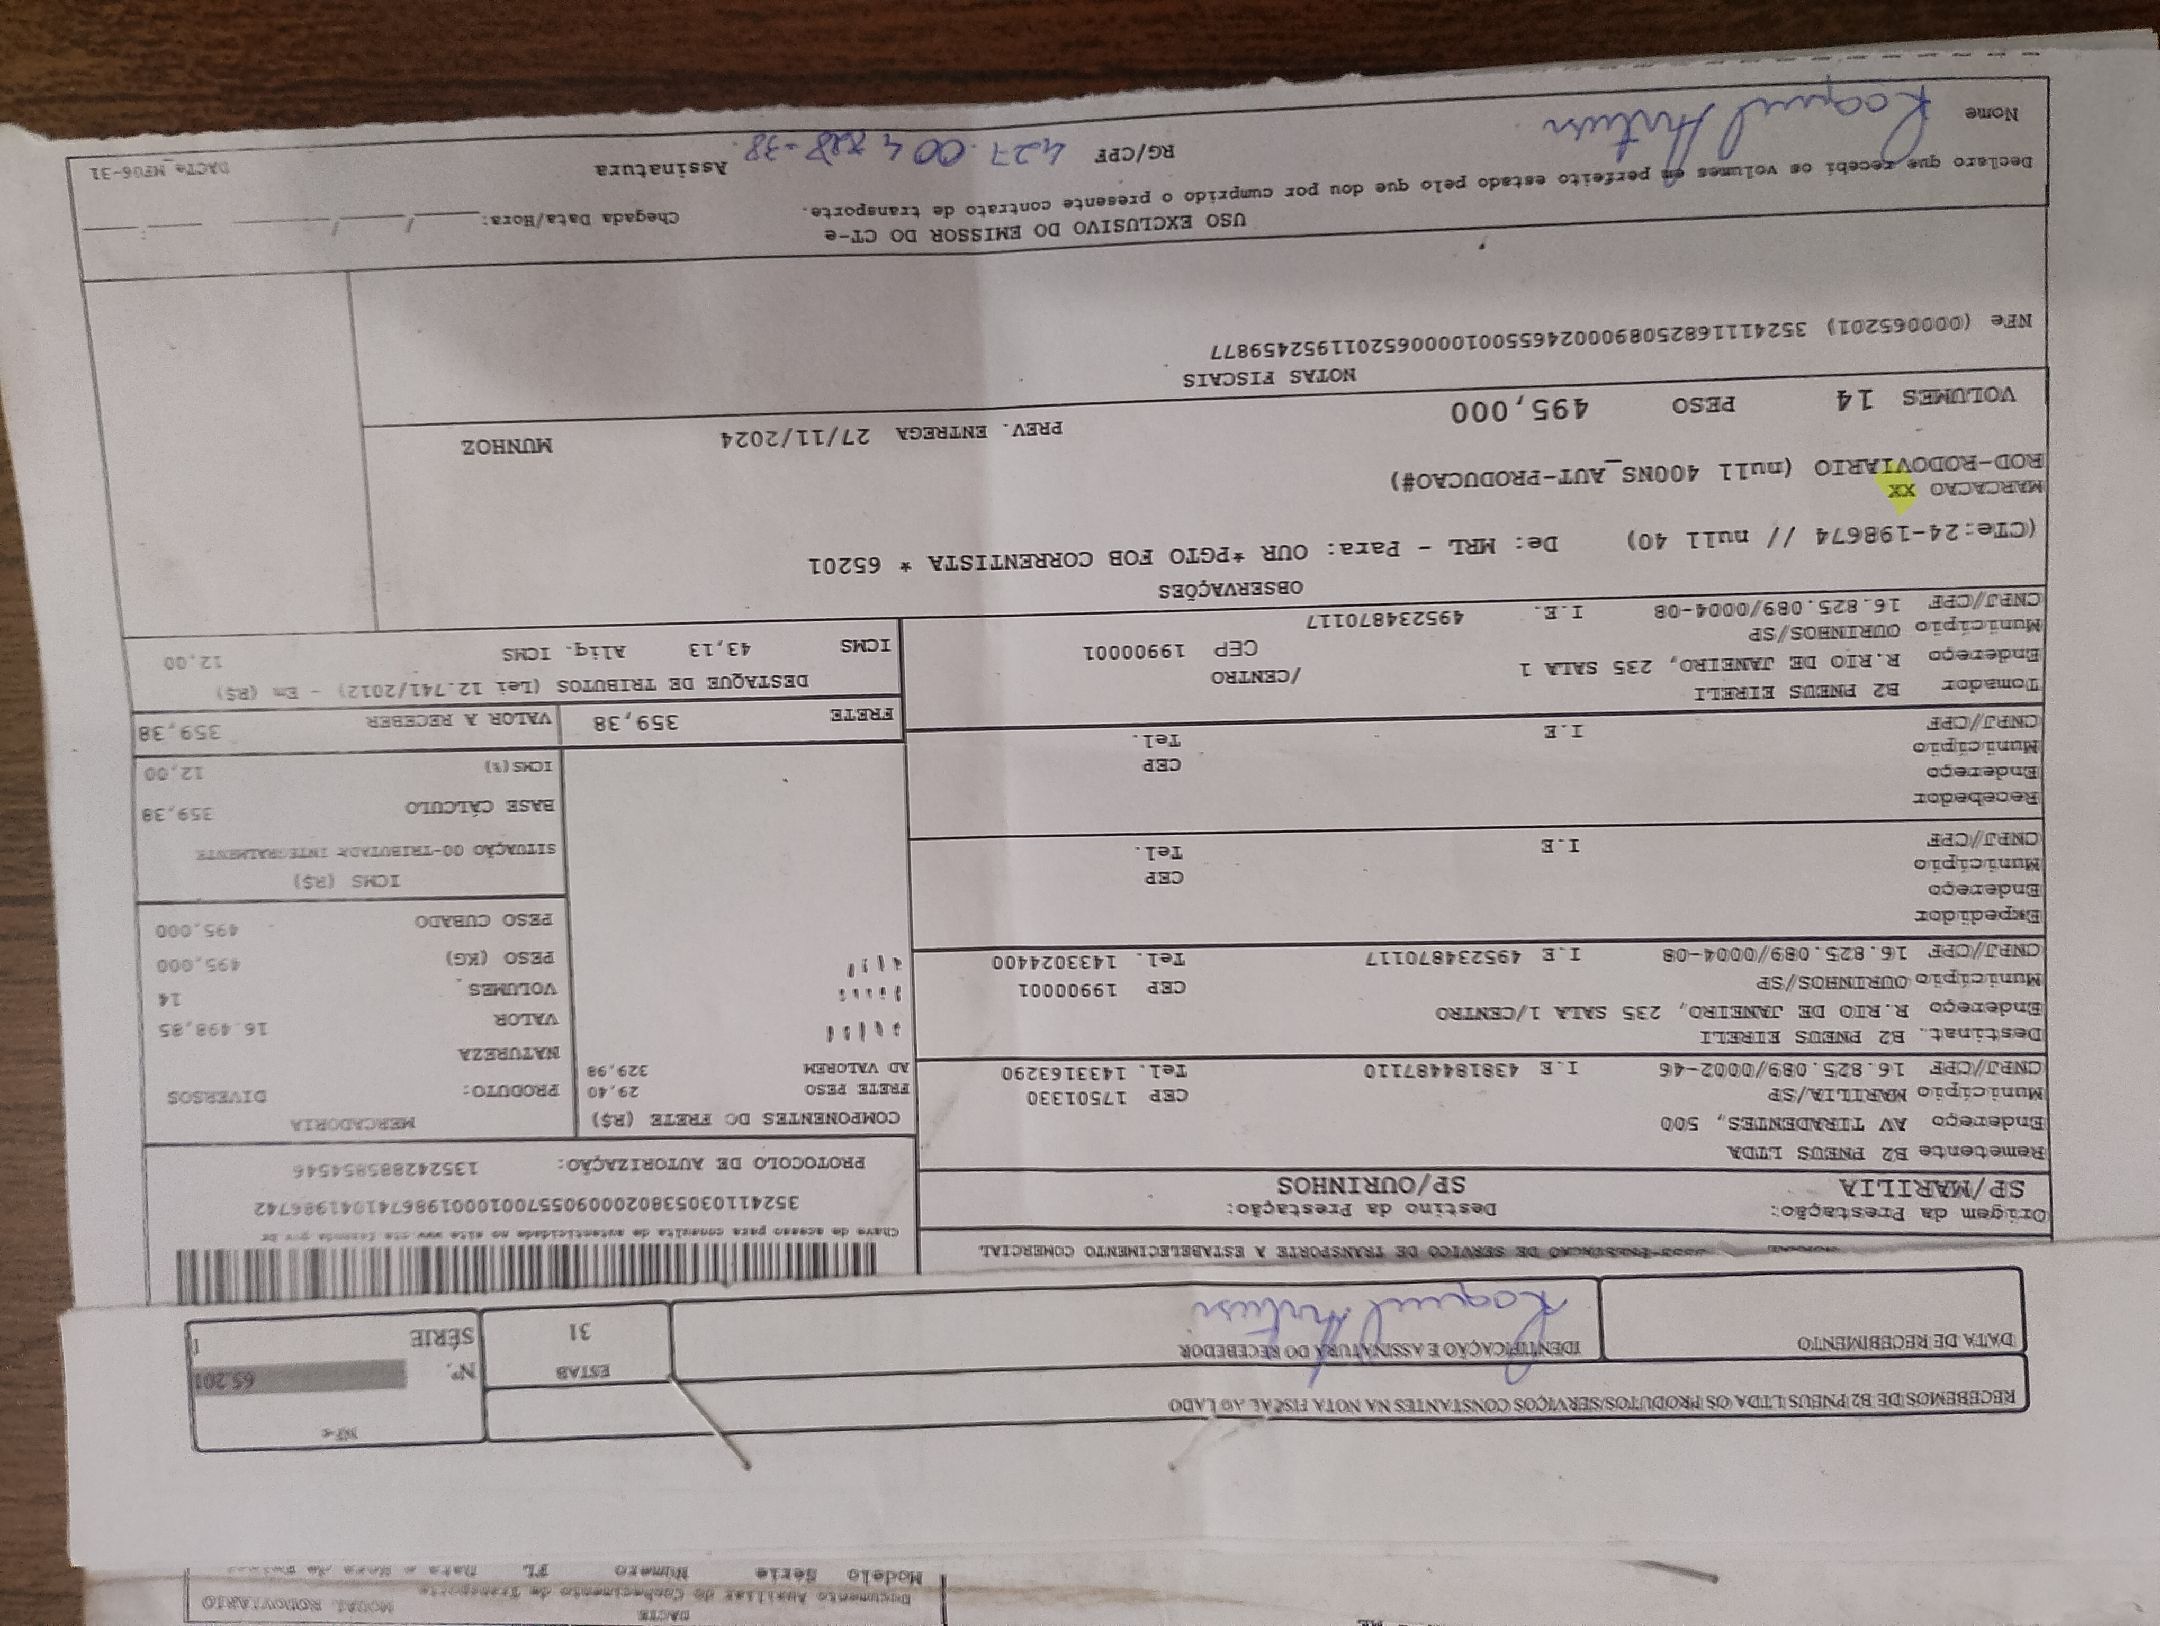 DACTE
Documento Auxiliar do Conhecimento de Transporte
MODAL RODOVIÁRIO
Modelo Série Número FL Data e Hora de
RECEBEMOS DE B2 PNEUS LTDA OS PRODUTOS/SERVIÇOS CONSTANTES NA NOTA FISCAL AO LADO
DATA DE RECEBIMENTO
IDENTIFICAÇÃO E ASSINATURA DO RECEBEDOR
ESTAB
31
NF-e
Nº. 65.201
SÉRIE 1
DE SERVICO DE TRANSPORTE A ESTABELECIMENTO COMERCIAL
Origem da Prestação:
SP/MARILIA
Destino da Prestação:
SP/OURINHOS
Chave de acesso para consulta de autenticidade no site www.cte.fazenda.gov.br
35241103053802000905570010001986741041986742
PROTOCOLO DE AUTORIZAÇÃO: 135242885854546
Remetente B2 PNEUS LTDA
Endereço AV TIRADENTES, 500
Município MARILIA/SP CEP 17501330
CNPJ/CPF 16.825.089/0002-46 I.E 438184487110 Tel. 1433163290
Destinat. B2 PNEUS EIRELI
Endereço R.RIO DE JANEIRO, 235 SALA 1/CENTRO
Município OURINHOS/SP CEP 19900001
CNPJ/CPF 16.825.089/0004-08 I.E 495234870117 Tel. 1433024400
Expedidor
Endereço
Município CEP
CNPJ/CPF I.E Tel.
Recebedor
Endereço
Município CEP
CNPJ/CPF I.E Tel.
Tomador B2 PNEUS EIRELI
Endereço R.RIO DE JANEIRO, 235 SALA 1 /CENTRO
Município OURINHOS/SP CEP 19900001
CNPJ/CPF 16.825.089/0004-08 I.E. 495234870117
COMPONENTES DO FRETE (R$)
FRETE PESO 29,40
AD VALOREM 329,98
MERCADORIA
PRODUTO: DIVERSOS
NATUREZA
VALOR 16.498,85
VOLUMES 14
PESO (KG) 495,000
PESO CUBADO 495,000
ICMS (R$)
SITUAÇÃO 00-TRIBUTADA INTEGRALMENTE
BASE CÁLCULO 359,38
ICMS(%) 12,00
FRETE 359,38 VALOR A RECEBER 359,38
DESTAQUE DE TRIBUTOS (Lei 12.741/2012) - Em (R$)
ICMS 43,13 Aliq. ICMS 12,00
OBSERVAÇÕES
(CTe:24-198674 // null 40) De: MRL - Para: OUR *PGTO FOB CORRENTISTA * 65201
MARCACAO XX
ROD-RODOVIARIO (null 400NS_AUT-PRODUCAO#)
VOLUMES 14 PESO 495,000 PREV. ENTREGA 27/11/2024 MUNHOZ
NOTAS FISCAIS
NFe (000065201) 35241116825089000246550010000652011952459877
USO EXCLUSIVO DO EMISSOR DO CT-e
Declaro que recebi os volumes em perfeito estado pelo que dou por cumprido o presente contrato de transporte.
Chegada Data/Hora: __/__/__ __:__
Nome
RG/CPF
Assinatura
DACTe_MF06-31